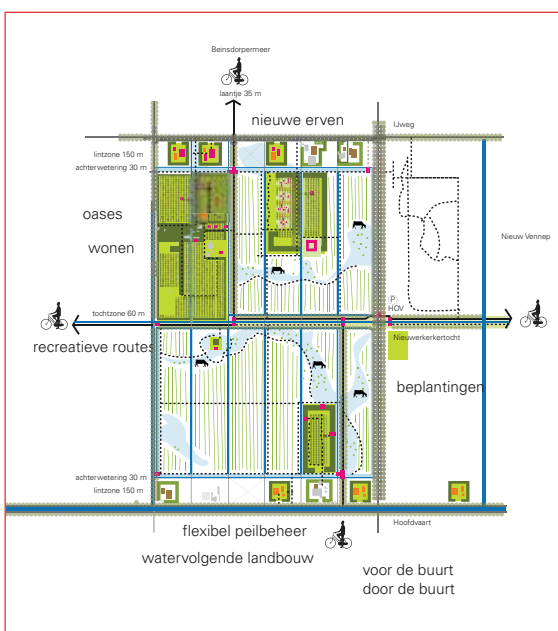 Beinsdorpermeer
laantje 35 m
nieuwe erven
IJweg
lintzone 150 m
achterwetering 30 m
oases
wonen
Nieuw Vennep
P
HOV
tochtzone 60 m
Nieuwerkerkertocht
recreatieve routes
beplantingen
achterwetering 30 m
lintzone 150 m
Hoofdvaart
flexibel peilbeheer
watervolgende landbouw
voor de buurt
door de buurt